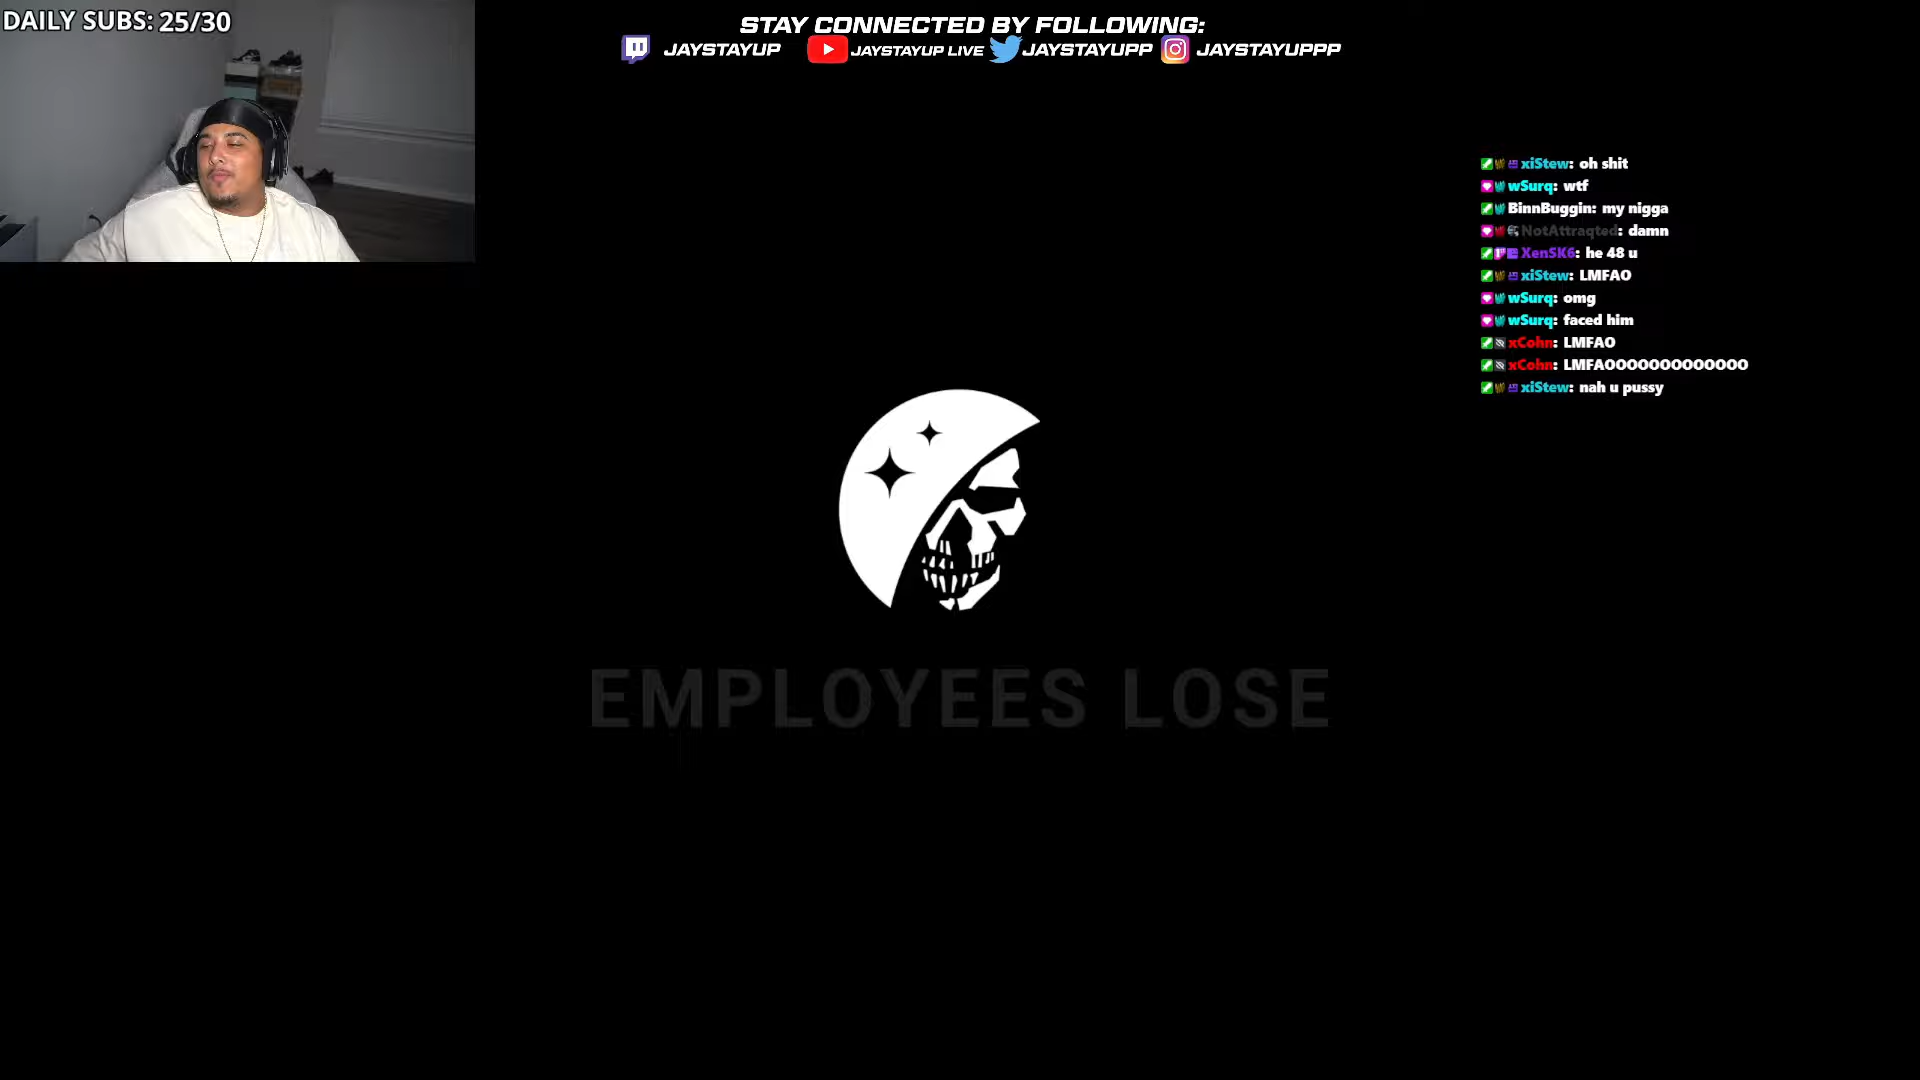 DAILY SUBS: 25/30
STAY CONNECTED BY FOLLOWING:
JAYSTAYUP JAYSTAYUP LIVE JAYSTAYUPP JAYSTAYUPPP
xiStew: oh shit
wSurq: wtf
BinnBuggin: my nigga
NotAttraqted: damn
XenSK6: he 48 u
xiStew: LMFAO
wSurq: omg
wSurq: faced him
xCohn: LMFAO
xCohn: LMFAOOOOOOOOOOOOO
xiStew: nah u pussy
EMPLOYEES LOSE